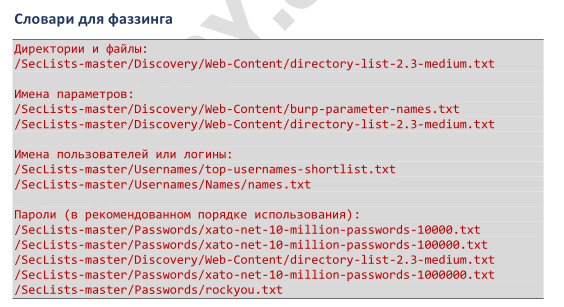 Словари для фаззинга
Директории и файлы:
/SecLists-master/Discovery/Web-Content/directory-list-2.3-medium.txt
Имена параметров:
/SecLists-master/Discovery/Web-Content/burp-parameter-names.txt
/SecLists-master/Discovery/Web-Content/directory-list-2.3-medium.txt
Имена пользователей или логины:
/SecLists-master/Usernames/top-usernames-shortlist.txt
/SecLists-master/Usernames/Names/names.txt
Пароли (в рекомендованном порядке использования):
/SecLists-master/Passwords/xato-net-10-million-passwords-10000.txt
/SecLists-master/Passwords/xato-net-10-million-passwords-100000.txt
/SecLists-master/Discovery/Web-Content/directory-list-2.3-medium.txt
/SecLists-master/Passwords/xato-net-10-million-passwords-1000000.txt
/SecLists-master/Passwords/rockyou.txt